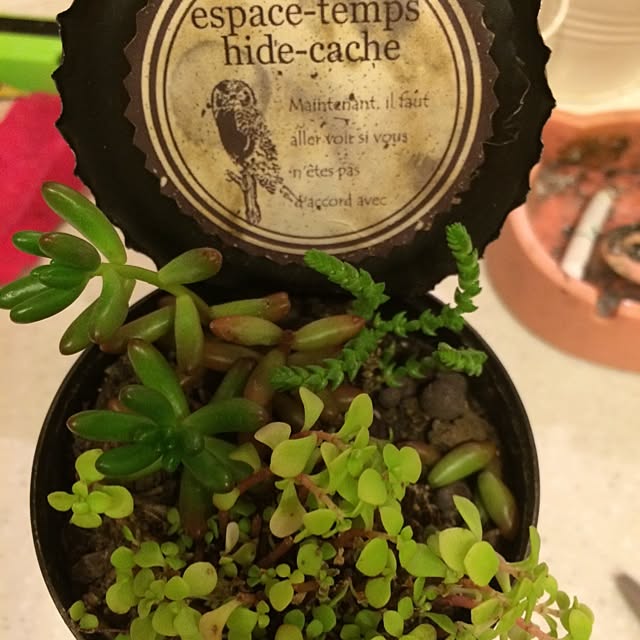 espace-temps
hide-cache
Maintenant, il faut
aller voir si vous
n'êtes pas
d'accord avec